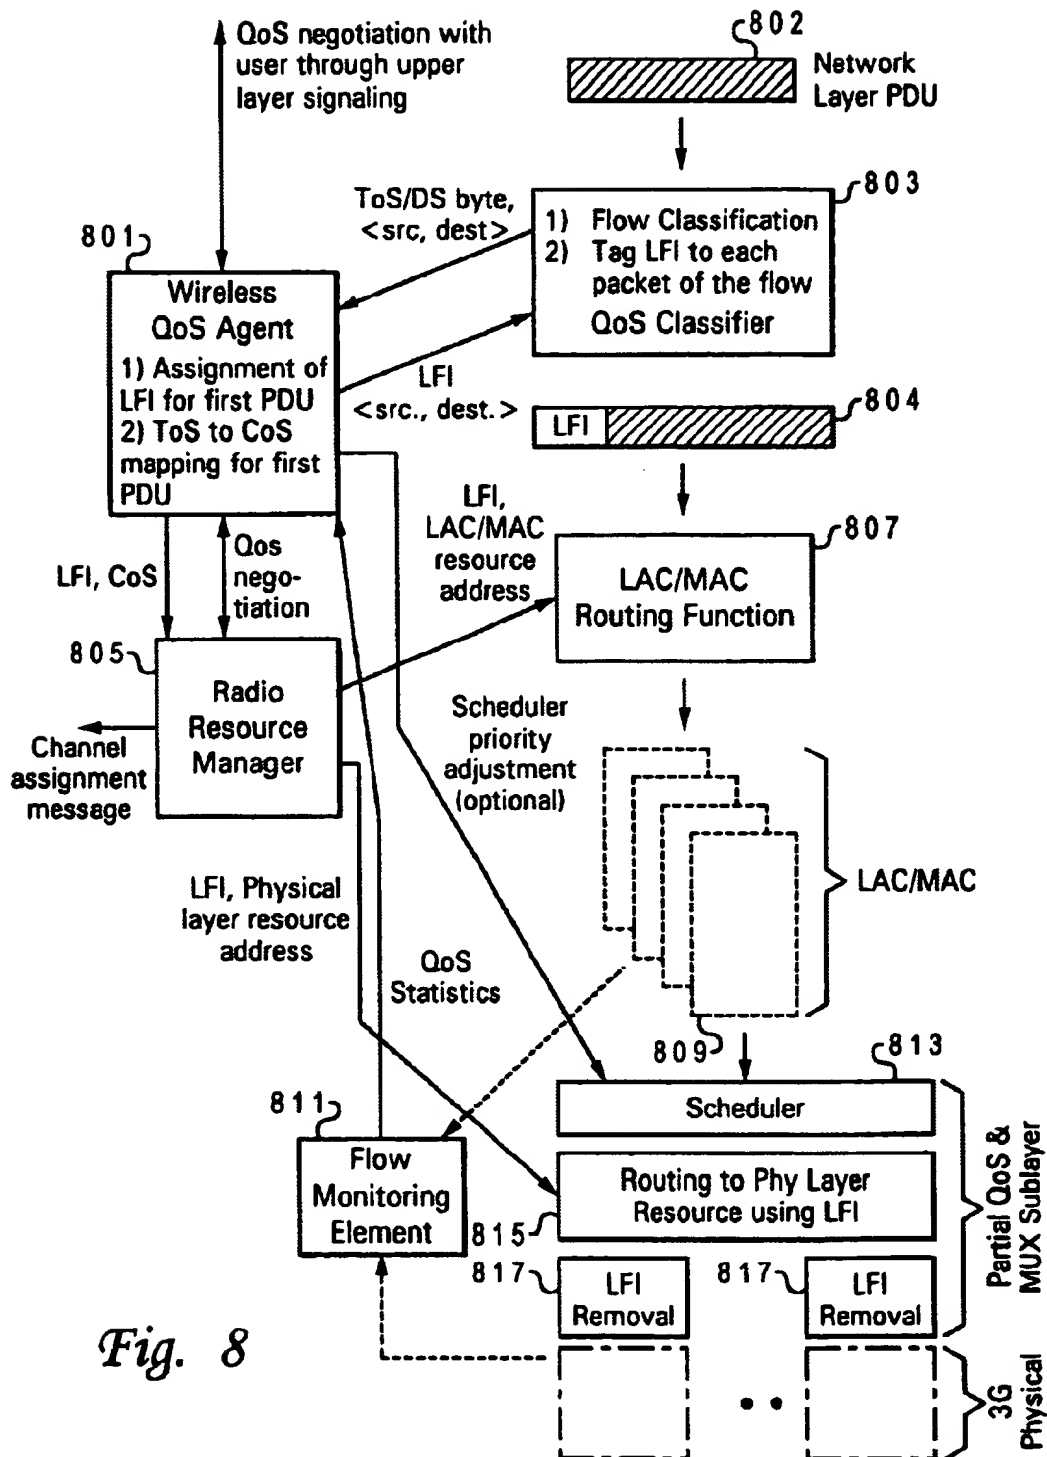 QoS negotiation with
user through upper
layer signaling
802
Network
Layer PDU
803
ToS/DS byte,
<src, dest>
1) Flow Classification
2) Tag LFI to each
packet of the flow
QoS Classifier
801
Wireless
QoS Agent
1) Assignment of
LFI for first PDU
2) ToS to CoS
mapping for first
PDU
LFI
<src., dest.>
804
LFI
LFI,
LAC/MAC
resource
address
807
LAC/MAC
Routing Function
LFI, CoS
Qos
nego-
tiation
805
Radio
Resource
Manager
Channel
assignment
message
Scheduler
priority
adjustment
(optional)
LAC/MAC
LFI, Physical
layer resource
address
QoS
Statistics
809
813
Scheduler
811
Flow
Monitoring
Element
Routing to Phy Layer
Resource using LFI
815
817
LFI
Removal
817
LFI
Removal
Partial QoS &
MUX Sublayer
3G
Physical
Fig. 8